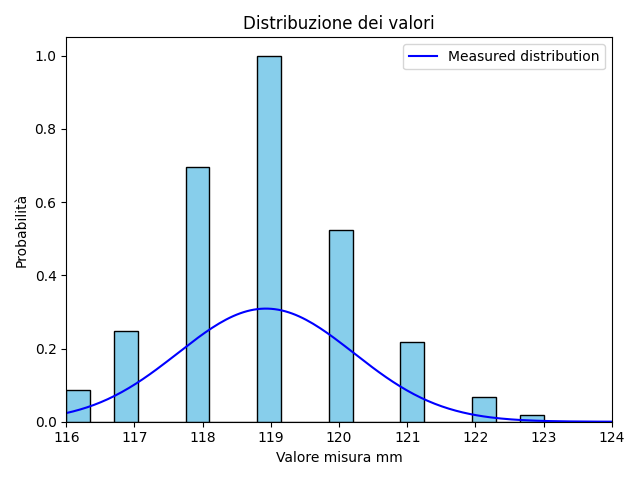 Distribuzione dei valori
Measured distribution
Probabilità
1.0
0.8
0.6
0.4
0.2
0.0
116 117 118 119 120 121 122 123 124
Valore misura mm